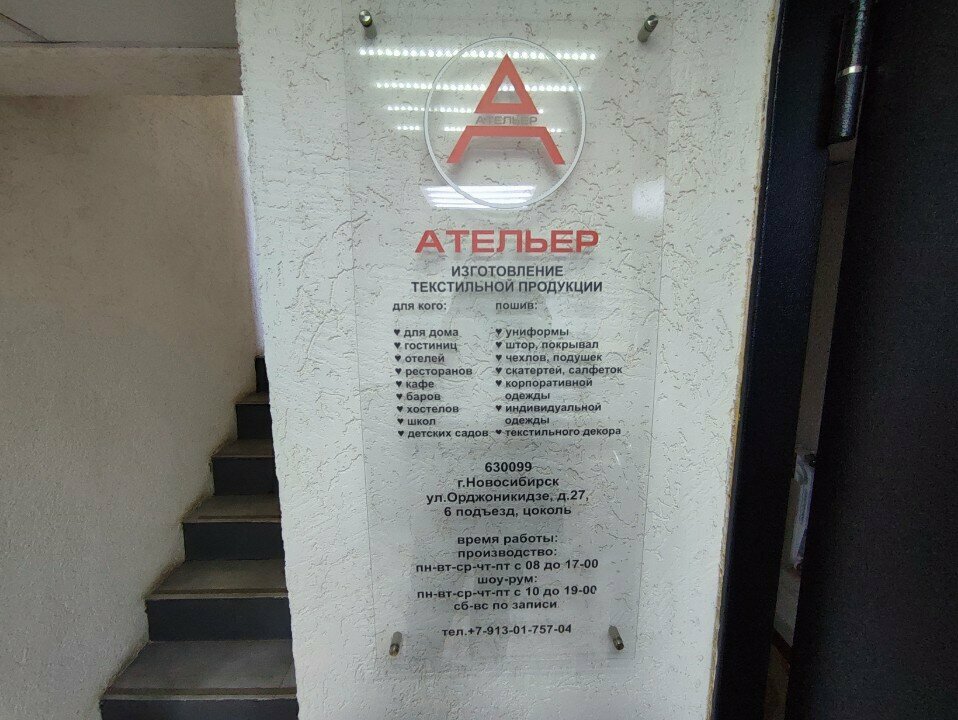 АТЕЛЬЕР
АТЕЛЬЕР
ИЗГОТОВЛЕНИЕ
ТЕКСТИЛЬНОЙ ПРОДУКЦИИ
для кого:
♥ для дома
♥ гостиниц
♥ отелей
♥ ресторанов
♥ кафе
♥ баров
♥ хостелов
♥ школ
♥ детских садов
пошив:
♥ униформы
♥ штор, покрывал
♥ чехлов, подушек
♥ скатертей, салфеток
♥ корпоративной
одежды
♥ индивидуальной
одежды
♥ текстильного декора
630099
г.Новосибирск
ул.Орджоникидзе, д.27,
6 подъезд, цоколь
время работы:
производство:
пн-вт-ср-чт-пт с 08 до 17-00
шоу-рум:
пн-вт-ср-чт-пт с 10 до 19-00
сб-вс по записи
тел.+7-913-01-757-04